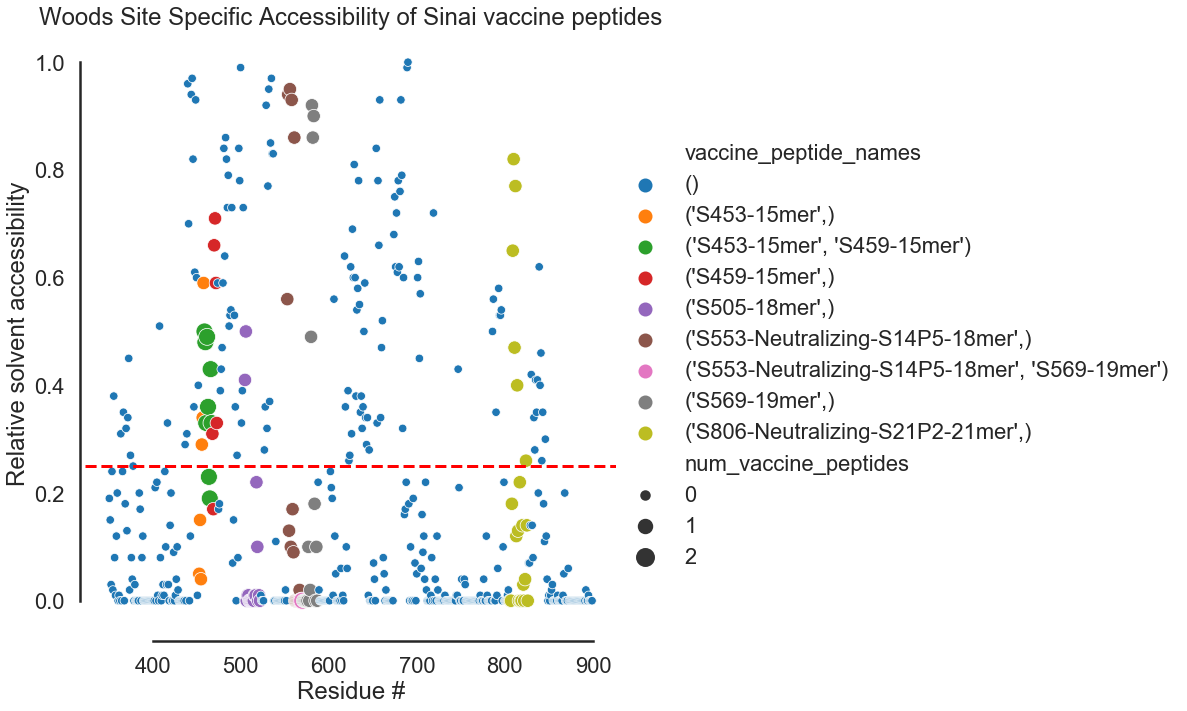 Woods Site Specific Accessibility of Sinai vaccine peptides
Relative solvent accessibility
1.0
0.8
0.6
0.4
0.2
0.0
400 500 600 700 800 900
Residue #
vaccine_peptide_names
()
('S453-15mer',)
('S453-15mer', 'S459-15mer')
('S459-15mer',)
('S505-18mer',)
('S553-Neutralizing-S14P5-18mer',)
('S553-Neutralizing-S14P5-18mer', 'S569-19mer')
('S569-19mer',)
('S806-Neutralizing-S21P2-21mer',)
num_vaccine_peptides
0
1
2